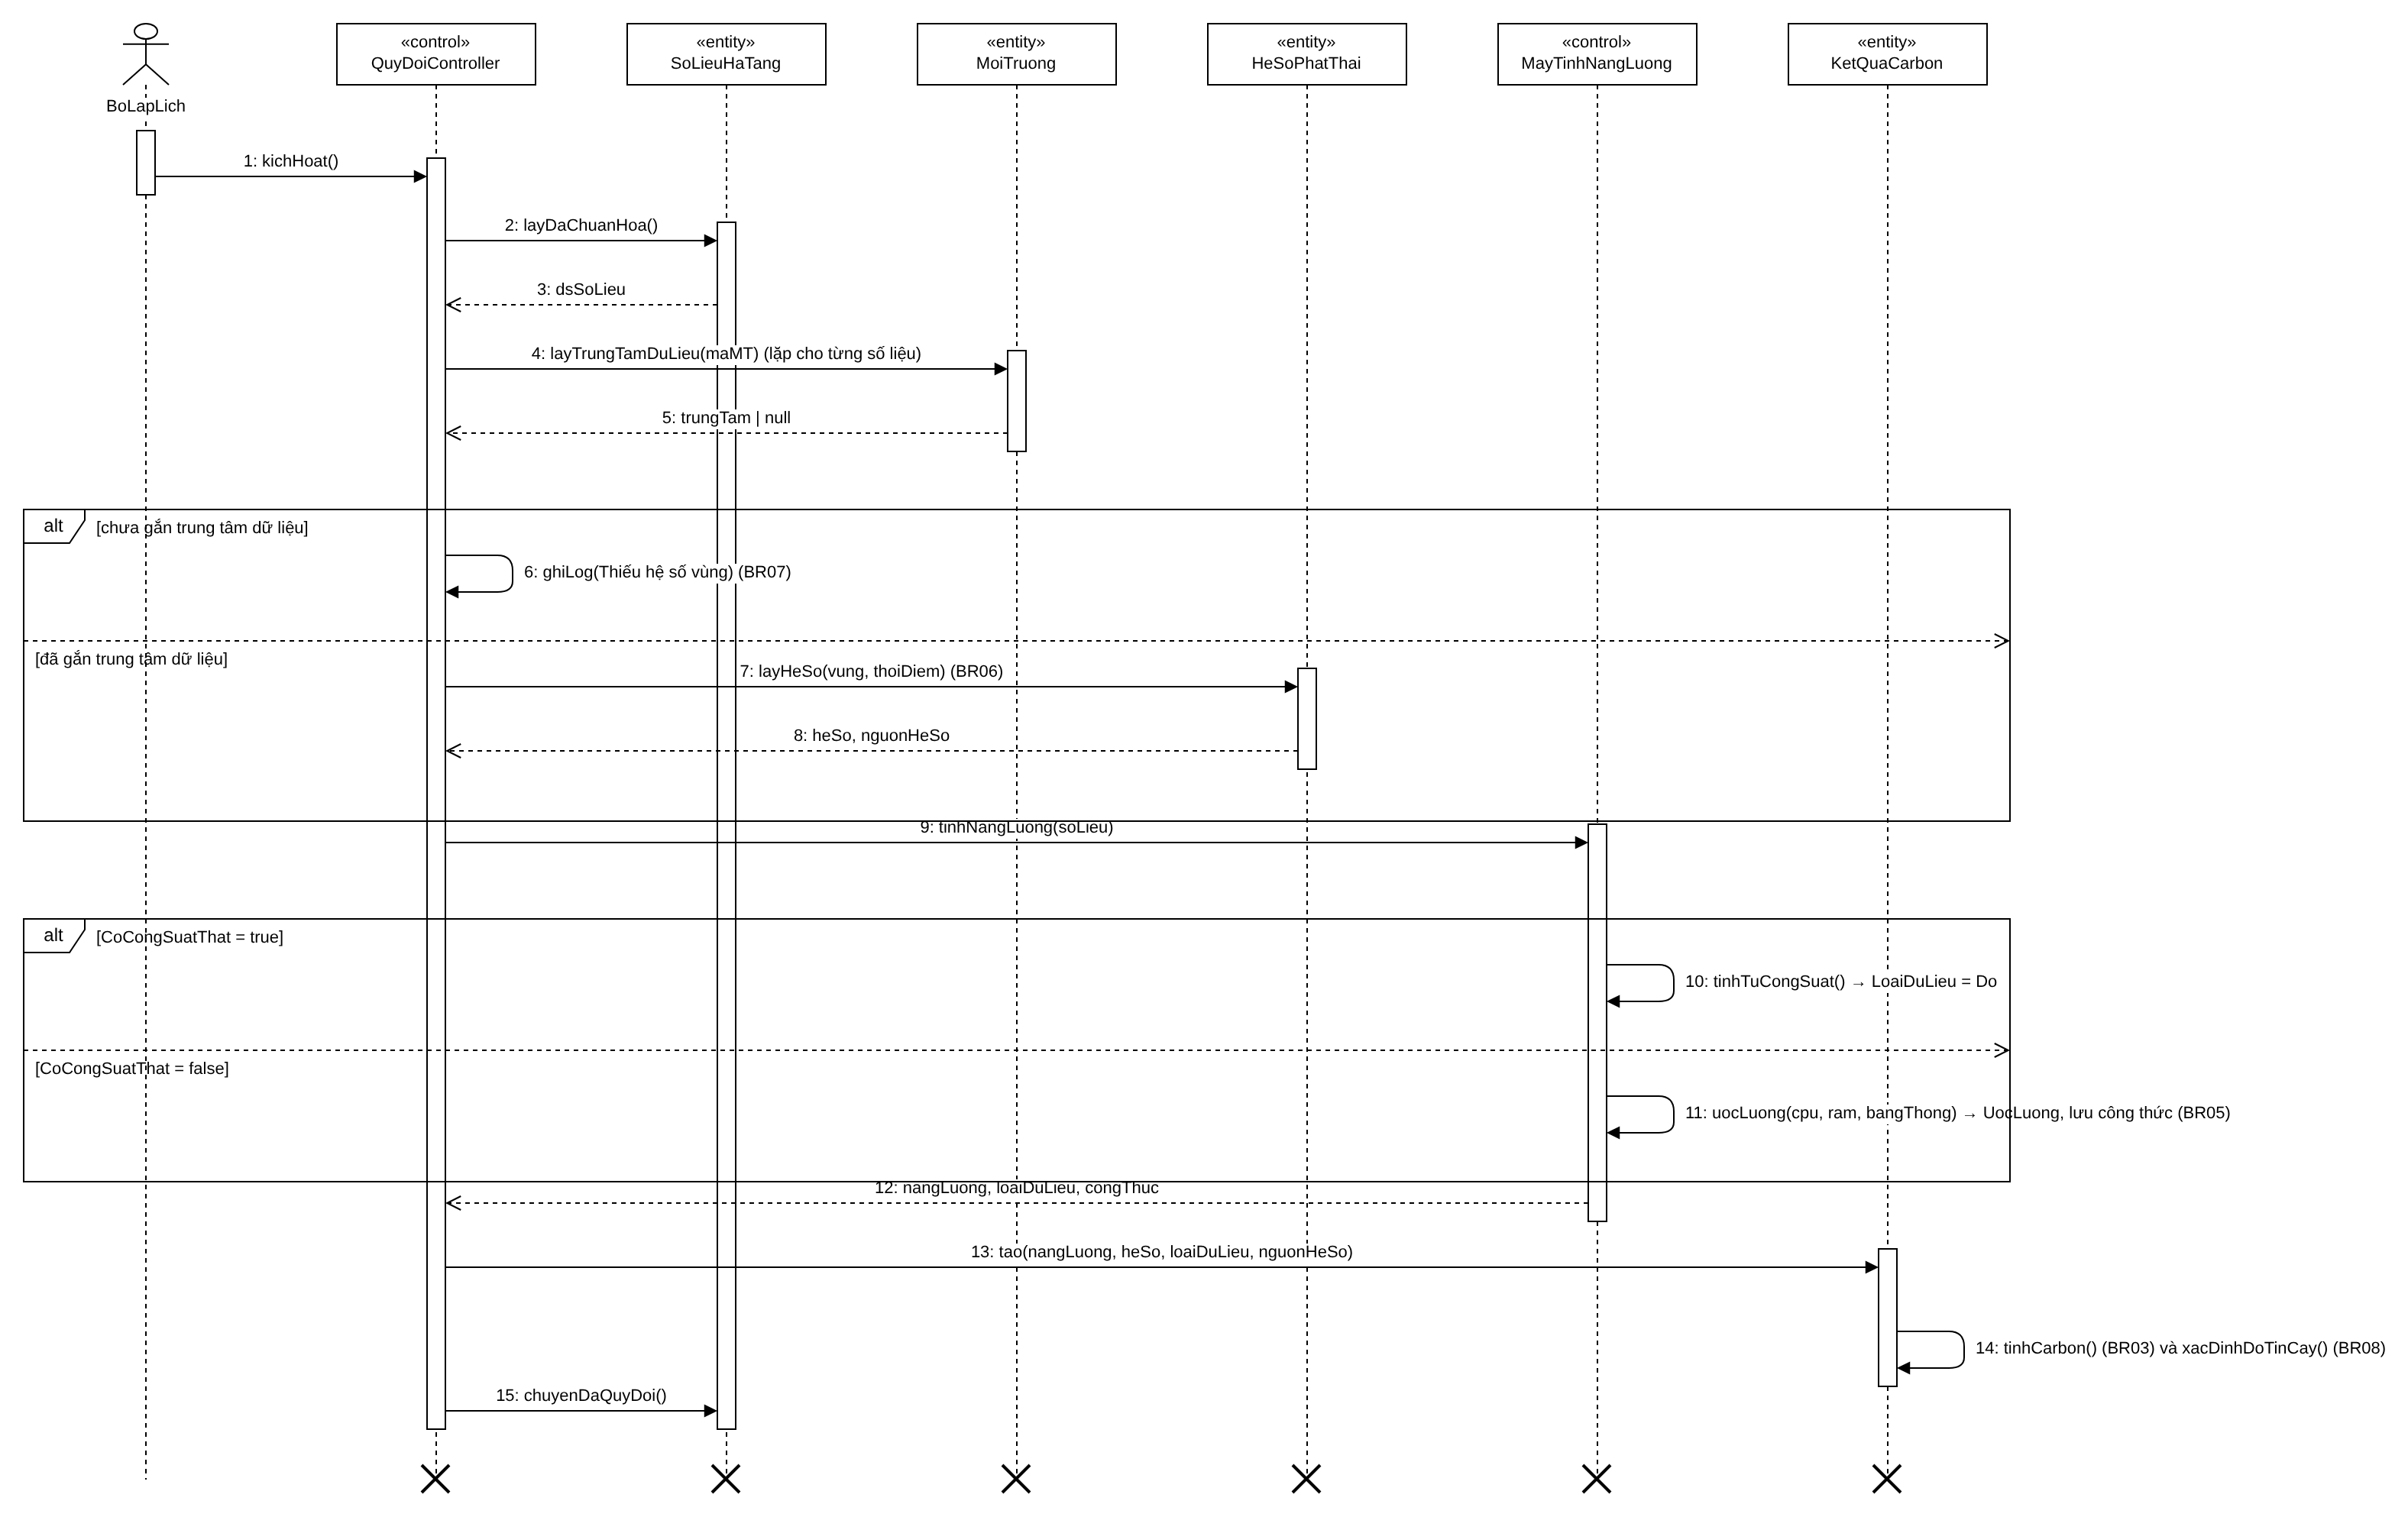 «control»
QuyDoiController
«entity»
SoLieuHaTang
«entity»
MoiTruong
«entity»
HeSoPhatThai
«control»
MayTinhNangLuong
«entity»
KetQuaCarbon
BoLapLich
1: kichHoat()
2: layDaChuanHoa()
3: dsSoLieu
4: layTrungTamDuLieu(maMT) (lặp cho từng số liệu)
5: trungTam | null
alt
[chưa gắn trung tâm dữ liệu]
6: ghiLog(Thiếu hệ số vùng) (BR07)
[đã gắn trung tâm dữ liệu]
7: layHeSo(vung, thoiDiem) (BR06)
8: heSo, nguonHeSo
9: tinhNangLuong(soLieu)
alt
[CoCongSuatThat = true]
10: tinhTuCongSuat() → LoaiDuLieu = Do
[CoCongSuatThat = false]
11: uocLuong(cpu, ram, bangThong) → UocLuong, lưu công thức (BR05)
12: nangLuong, loaiDuLieu, congThuc
13: tao(nangLuong, heSo, loaiDuLieu, nguonHeSo)
14: tinhCarbon() (BR03) và xacDinhDoTinCay() (BR08)
15: chuyenDaQuyDoi()